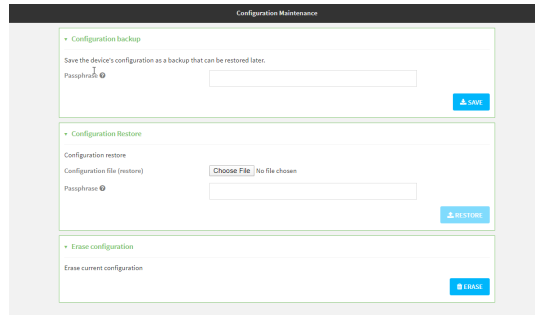 Configuration Maintenance
Configuration backup
Save the device's configuration as a backup that can be restored later.
Passphrase
SAVE
Configuration Restore
Configuration restore
Configuration file (restore) Choose File No file chosen
Passphrase
RESTORE
Erase configuration
Erase current configuration
ERASE